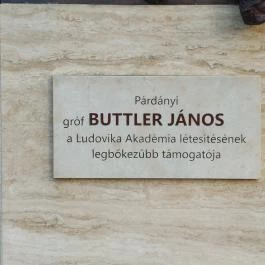 Párdányi
gróf BUTTLER JÁNOS
a Ludovika Akadémia létesítésének
legbőkezűbb támogatója